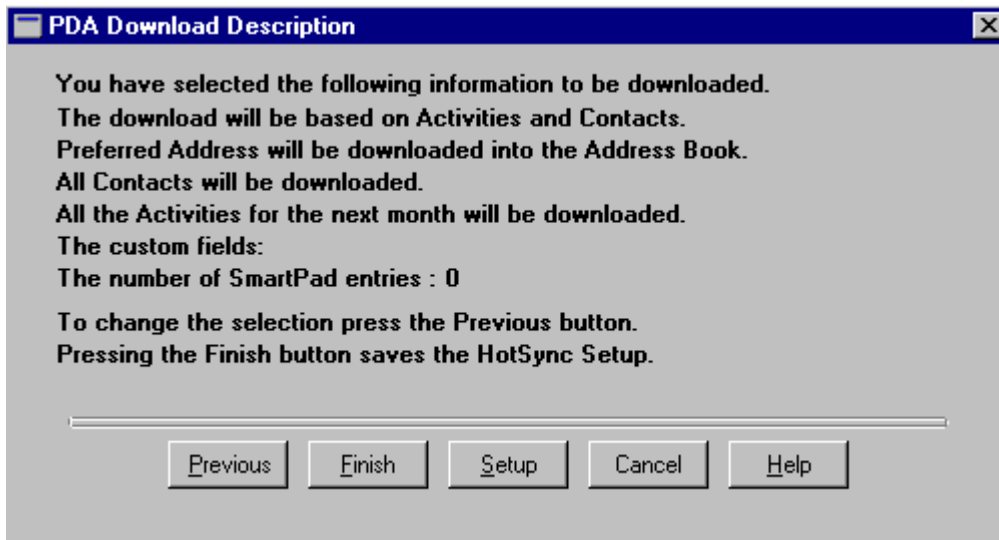 PDA Download Description
You have selected the following information to be downloaded.
The download will be based on Activities and Contacts.
Preferred Address will be downloaded into the Address Book.
All Contacts will be downloaded.
All the Activities for the next month will be downloaded.
The custom fields:
The number of SmartPad entries : 0
To change the selection press the Previous button.
Pressing the Finish button saves the HotSync Setup.
Previous Finish Setup Cancel Help